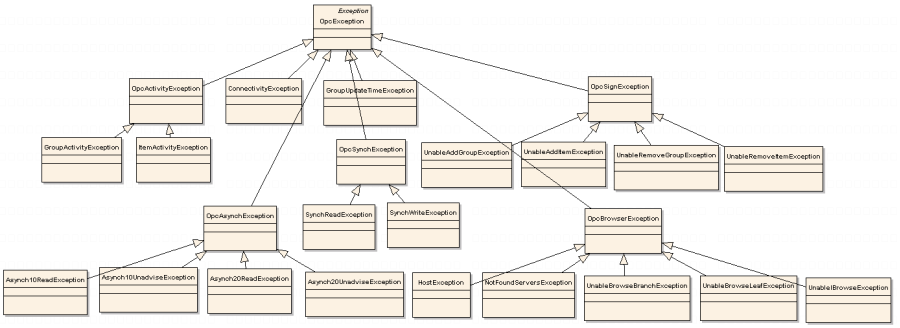 Exception
OpcException
OpcActivityException
ConnectivityException
GroupUpdateTimeException
OpcSignException
GroupActivityException
ItemActivityException
OpcSynchException
UnableAddGroupException
UnableAddItemException
UnableRemoveGroupException
UnableRemoveItemException
OpcAsynchException
SynchReadException
SynchWriteException
OpcBrowserException
Asynch10ReadException
Asynch10UnadviseException
Asynch20ReadException
Asynch20UnadviseException
HostException
NotFoundServersException
UnableBrowseBranchException
UnableBrowseLeafException
UnableIBrowseException